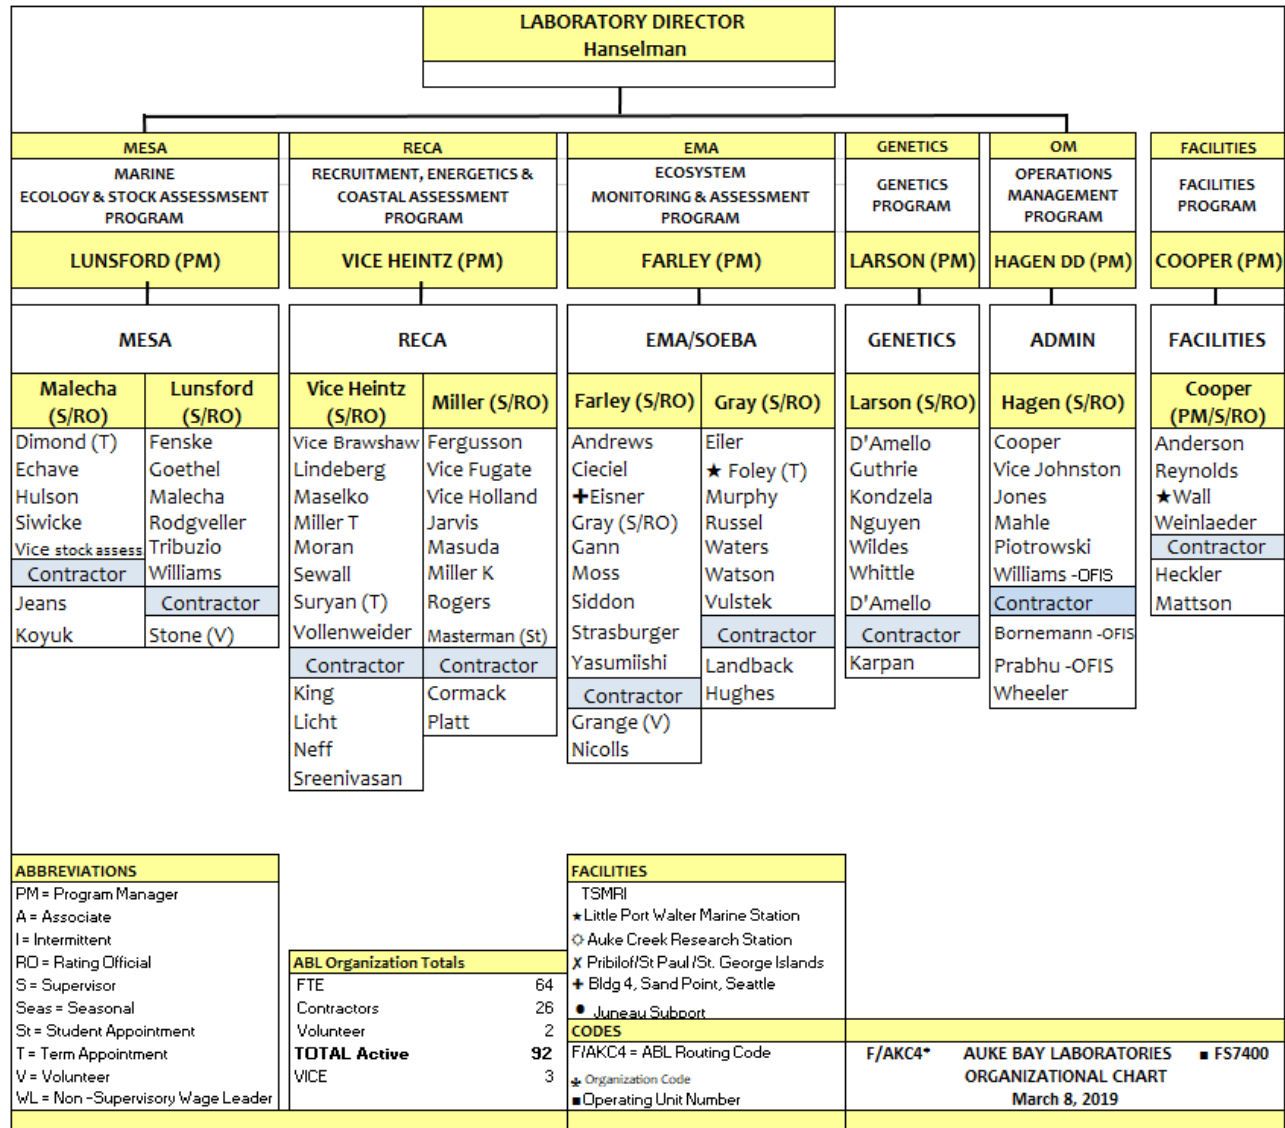 LABORATORY DIRECTOR
Hanselman
MESA
MARINE
ECOLOGY & STOCK ASSESSMSENT
PROGRAM
LUNSFORD (PM)
RECA
RECRUITMENT, ENERGETICS &
COASTAL ASSESSMENT
PROGRAM
VICE HEINTZ (PM)
EMA
ECOSYSTEM
MONITORING & ASSESSMENT
PROGRAM
FARLEY (PM)
GENETICS
GENETICS
PROGRAM
LARSON (PM)
OM
OPERATIONS
MANAGEMENT
PROGRAM
HAGEN DD (PM)
FACILITIES
FACILITIES
PROGRAM
COOPER (PM)
MESA
Malecha
(S/RO)
Dimond (T)
Echave
Hulson
Siwicke
Vice stock assess
Contractor
Jeans
Koyuk
Lunsford
(S/RO)
Fenske
Goethel
Malecha
Rodgveller
Tribuzio
Williams
Contractor
Stone (V)
RECA
Vice Heintz
(S/RO)
Vice Brawshaw
Lindeberg
Maselko
Miller T
Moran
Sewall
Suryan (T)
Vollenweider
Contractor
King
Licht
Neff
Sreenivasan
Miller (S/RO)
Fergusson
Vice Fugate
Vice Holland
Jarvis
Masuda
Miller K
Rogers
Masterman (St)
Contractor
Cormack
Platt
EMA/SOEBA
Farley (S/RO)
Andrews
Cieciel
✚Eisner
Gray (S/RO)
Gann
Moss
Siddon
Strasburger
Yasumiishi
Contractor
Grange (V)
Nicolls
Gray (S/RO)
Eiler
★ Foley (T)
Murphy
Russel
Waters
Watson
Vulstek
Contractor
Landback
Hughes
GENETICS
Larson (S/RO)
D'Amello
Guthrie
Kondzela
Nguyen
Wildes
Whittle
D'Amello
Contractor
Karpan
ADMIN
Hagen (S/RO)
Cooper
Vice Johnston
Jones
Mahle
Piotrowski
Williams -OFIS
Contractor
Bornemann -OFIS
Prabhu -OFIS
Wheeler
FACILITIES
Cooper
(PM/S/RO)
Anderson
Reynolds
★Wall
Weinlaeder
Contractor
Heckler
Mattson
ABBREVIATIONS
PM = Program Manager
A = Associate
I = Intermittent
RO = Rating Official
S = Supervisor
Seas = Seasonal
St = Student Appointment
T = Term Appointment
V = Volunteer
WL = Non -Supervisory Wage Leader
ABL Organization Totals
FTE 64
Contractors 26
Volunteer 2
TOTAL Active 92
VICE 3
FACILITIES
TSMRI
★Little Port Walter Marine Station
☼ Auke Creek Research Station
✗ Pribilof/St Paul /St. George Islands
✚ Bldg 4, Sand Point, Seattle
● Juneau Support
CODES
F/AKC4 = ABL Routing Code
Organization Code
■Operating Unit Number
F/AKC4* AUKE BAY LABORATORIES ■ FS7400
ORGANIZATIONAL CHART
March 8, 2019